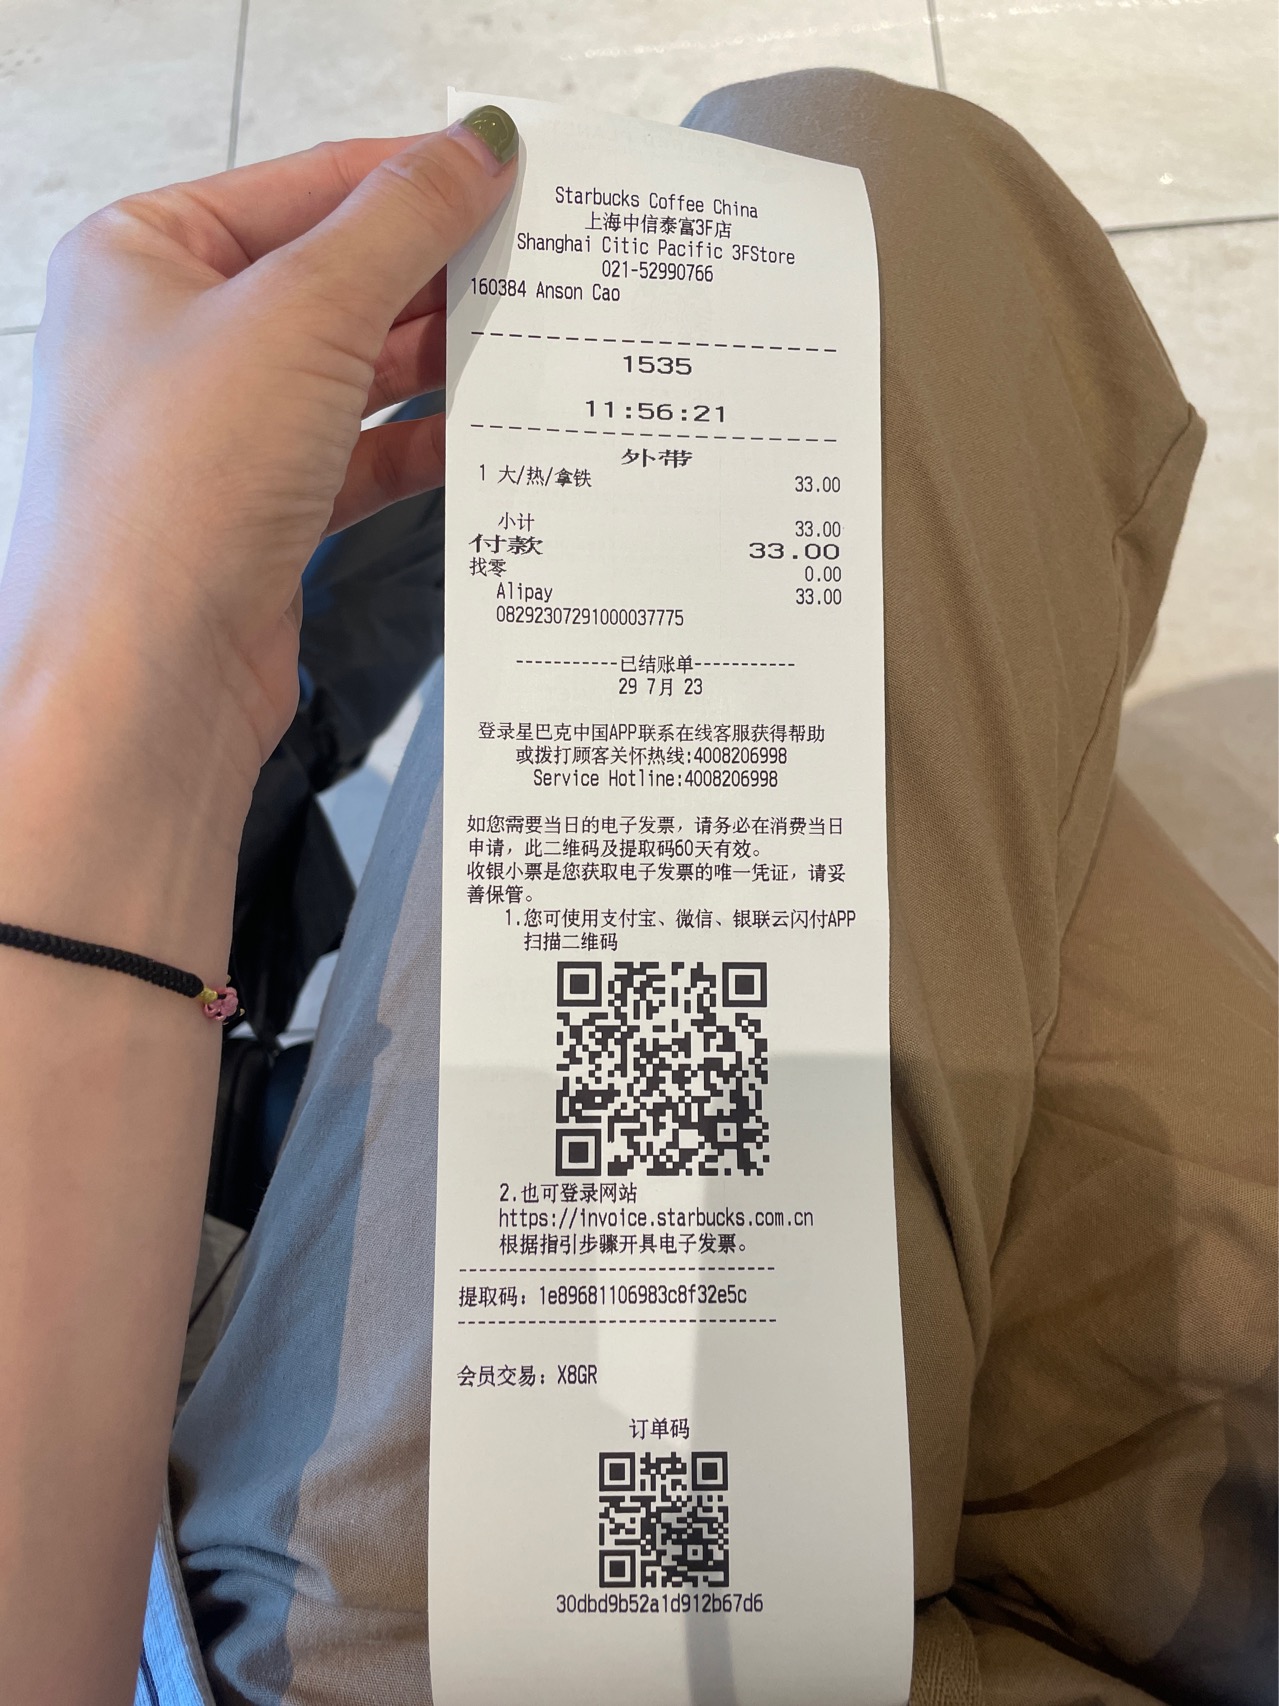 Starbucks Coffee China
上海中信泰富3F店
Shanghai Citic Pacific 3FStore
021-52990766
160384 Anson Cao
1535
11:56:21
外带
1 大/热/拿铁 33.00
小计 33.00
付款 33.00
找零 0.00
Alipay 33.00
08292307291000037775
-----------已结账单-----------
29 7月 23
登录星巴克中国APP联系在线客服获得帮助
或拨打顾客关怀热线:4008206998
Service Hotline:4008206998
如您需要当日的电子发票，请务必在消费当日
申请，此二维码及提取码60天有效。
收银小票是您获取电子发票的唯一凭证，请妥
善保管。
1.您可使用支付宝、微信、银联云闪付APP
扫描二维码
2.也可登录网站
https://invoice.starbucks.com.cn
根据指引步骤开具电子发票。
提取码：1e89681106983c8f32e5c
会员交易：X8GR
订单码
30dbd9b52a1d912b67d6